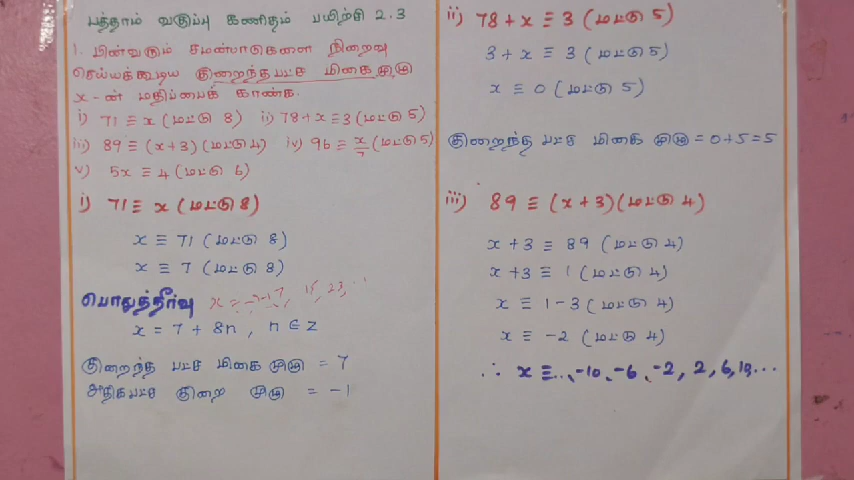 பத்தாம் வகுப்பு கணிதம் பயிற்சி 2.3
1. பின்வரும் சமன்பாடுகளை நிறைவு
செய்யக்கூடிய குறைந்தபட்ச மிகை முழு
x-ன் மதிப்பைக் காண்க.
i) 71 ≡ x (மட்டு 8) ii) 78+x ≡ 3 (மட்டு 5)
iii) 89 ≡ (x+3) (மட்டு 4) iv) 96 ≡ x/7 (மட்டு 5)
v) 5x ≡ 4 (மட்டு 6)
i) 71 ≡ x (மட்டு 8)
x ≡ 71 (மட்டு 8)
x ≡ 7 (மட்டு 8)
பொதுத்தீர்வு 15, 23, ...
x = 7 + 8n, n ∈ z
குறைந்த பட்ச மிகை முழு = 7
அதிகபட்ச குறை முழு = -1
ii) 78 + x ≡ 3 (மட்டு 5)
3 + x ≡ 3 (மட்டு 5)
x ≡ 0 (மட்டு 5)
குறைந்த பட்ச மிகை முழு = 0+5=5
iii) 89 ≡ (x+3) (மட்டு 4)
x+3 ≡ 89 (மட்டு 4)
x+3 ≡ 1 (மட்டு 4)
x ≡ 1-3 (மட்டு 4)
x ≡ -2 (மட்டு 4)
∴ x ≡ ..., -10, -6, -2, 2, 6, 10, ...